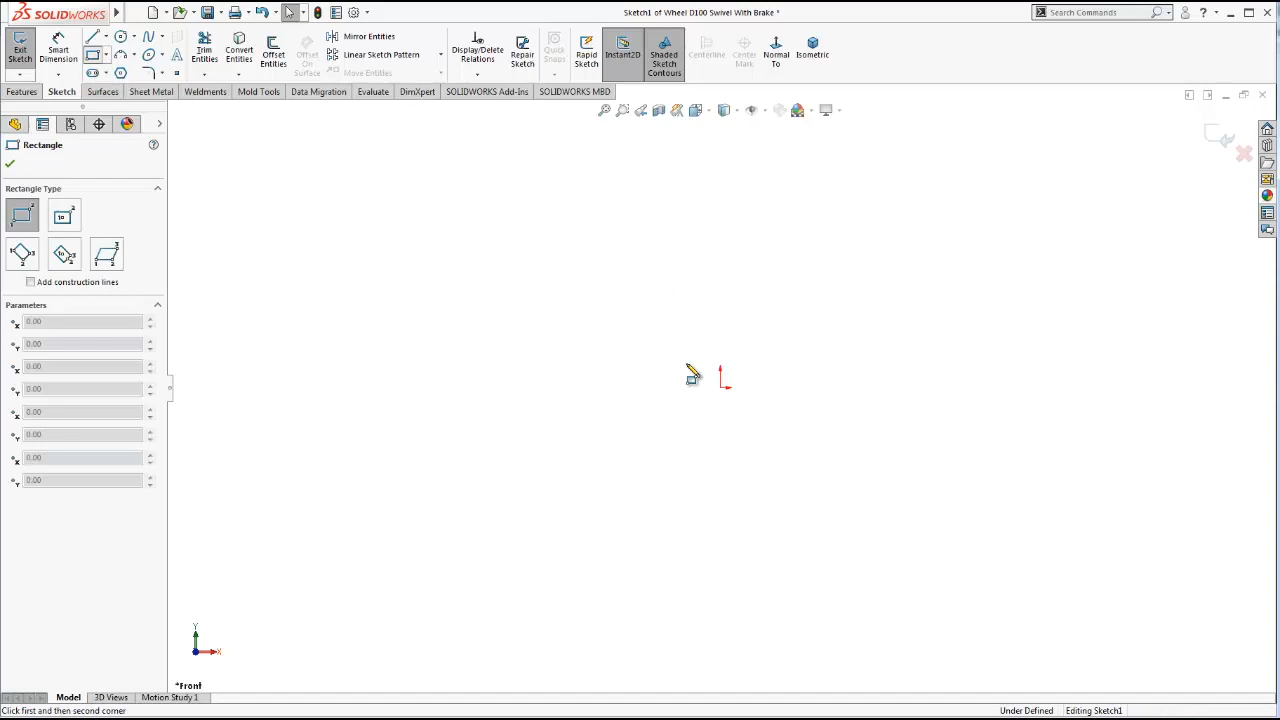 SOLIDWORKS
Sketch1 of Wheel D100 Swivel With Brake *
Search Commands
Exit Sketch
Smart Dimension
Trim Entities
Convert Entities
Offset Entities
Offset On Surface
Mirror Entities
Linear Sketch Pattern
Move Entities
Display/Delete Relations
Repair Sketch
Quick Snaps
Rapid Sketch
Instant2D
Shaded Sketch Contours
Centerline
Center Mark
Normal To
Isometric
Features
Sketch
Surfaces
Sheet Metal
Weldments
Mold Tools
Data Migration
Evaluate
DimXpert
SOLIDWORKS Add-Ins
SOLIDWORKS MBD
Rectangle
Rectangle Type
Add construction lines
Parameters
x 0.00
Y 0.00
x 0.00
Y 0.00
x 0.00
Y 0.00
x 0.00
Y 0.00
Y
X
*Front
Model
3D Views
Motion Study 1
Click first and then second corner
Under Defined
Editing Sketch1